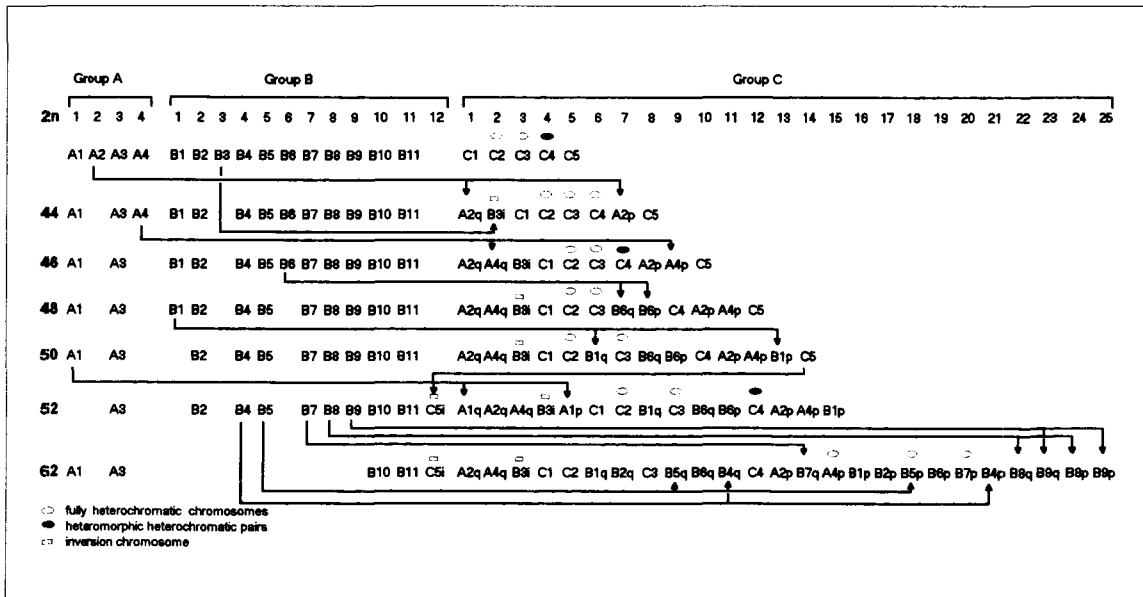 Group A Group B Group C
2n 1 2 3 4 1 2 3 4 5 6 7 8 9 10 11 12 1 2 3 4 5 6 7 8 9 10 11 12 13 14 15 16 17 18 19 20 21 22 23 24 25
A1 A2 A3 A4 B1 B2 B3 B4 B5 B6 B7 B8 B9 B10 B11 C1 C2 C3 C4 C5
44 A1 A3 A4 B1 B2 B4 B5 B6 B7 B8 B9 B10 B11 A2q B3i C1 C2 C3 C4 A2p C5
46 A1 A3 B1 B2 B4 B5 B6 B7 B8 B9 B10 B11 A2q A4q B3i C1 C2 C3 C4 A2p A4p C5
48 A1 A3 B1 B2 B4 B5 B7 B8 B9 B10 B11 A2q A4q B3i C1 C2 C3 B6q B6p C4 A2p A4p C5
50 A1 A3 B2 B4 B5 B7 B8 B9 B10 B11 A2q A4q B3i C1 C2 B1q C3 B6q B6p C4 A2p A4p B1p C5
52 A3 B2 B4 B5 B7 B8 B9 B10 B11 C5i A1q A2q A4q B3i A1p C1 C2 B1q C3 B6q B6p C4 A2p A4p B1p
62 A1 A3 B10 B11 C5i A2q A4q B3i C1 C2 B1q B2q C3 B5q B6q B4q C4 A2p B7q A4p B1p B2p B5p B6p B7p B4p B8q B9q B8p B9p
fully heterochromatic chromosomes
heteromorphic heterochromatic pairs
inversion chromosome